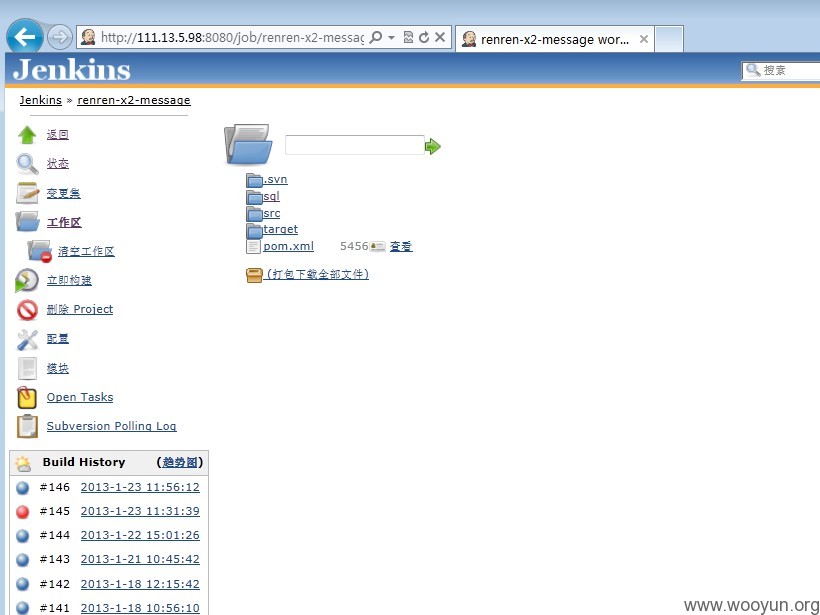 http://111.13.5.98:8080/job/renren-x2-messag
renren-x2-message wor...
Jenkins
搜索
Jenkins » renren-x2-message
返回
状态
变更集
工作区
清空工作区
立即构建
删除 Project
配置
模块
Open Tasks
Subversion Polling Log
.svn
sql
src
target
pom.xml 5456 查看
(打包下载全部文件)
Build History (趋势图)
#146 2013-1-23 11:56:12
#145 2013-1-23 11:31:39
#144 2013-1-22 15:01:26
#143 2013-1-21 10:45:42
#142 2013-1-18 12:15:42
#141 2013-1-18 10:56:10
www.wooyun.org